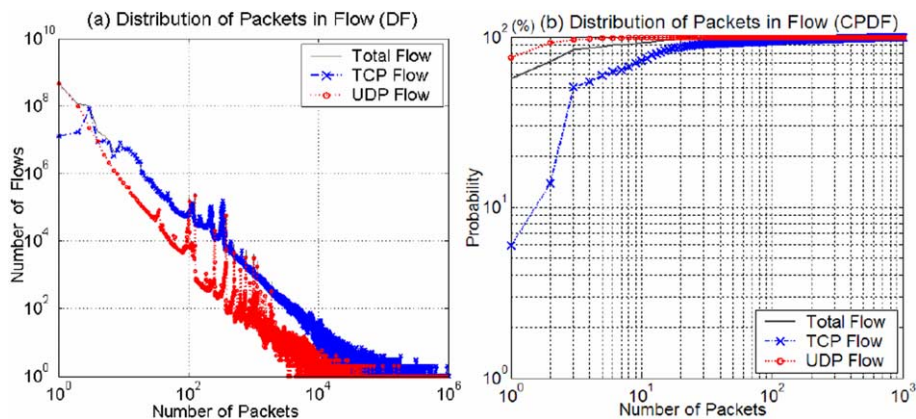 (a) Distribution of Packets in Flow (DF)
10^10
10^8
10^6
10^4
10^2
10^0
Number of Flows
Total Flow
TCP Flow
UDP Flow
10^0 10^2 10^4 10^6
Number of Packets
(b) Distribution of Packets in Flow (CPDF)
10^2 (%)
10^1
10^0
Probability
Total Flow
TCP Flow
UDP Flow
10^0 10^1 10^2 10^3
Number of Packets